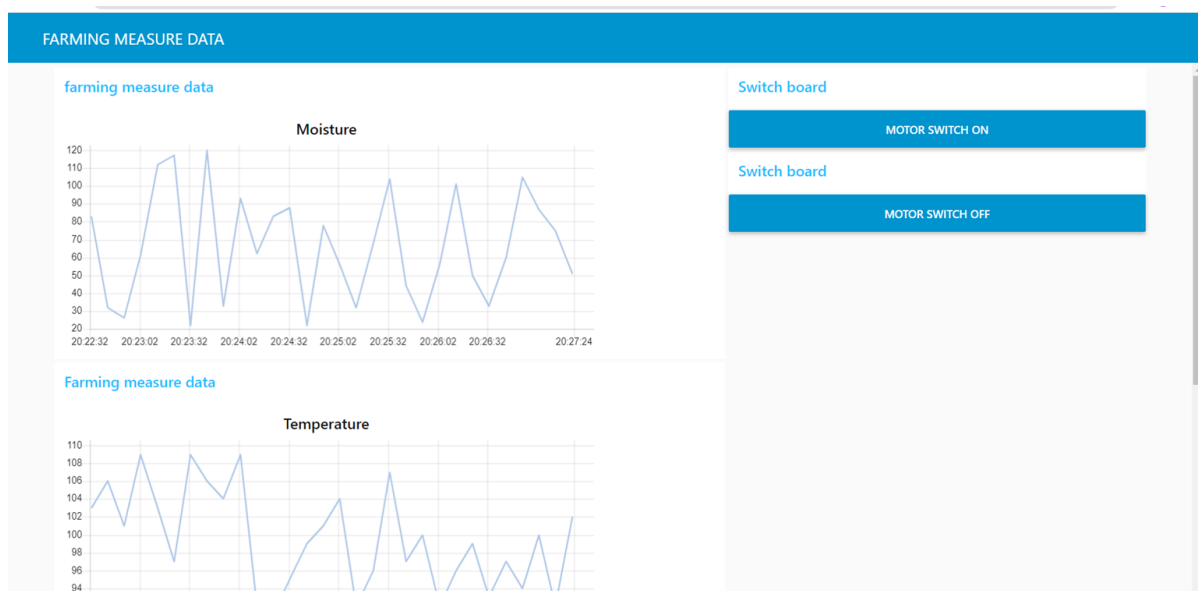 FARMING MEASURE DATA
farming measure data
Moisture
120
110
100
90
80
70
60
50
40
30
20
20:22:32 20:23:02 20:23:32 20:24:02 20:24:32 20:25:02 20:25:32 20:26:02 20:26:32 20:27:24
Farming measure data
Temperature
110
108
106
104
102
100
98
96
94
Switch board
MOTOR SWITCH ON
Switch board
MOTOR SWITCH OFF